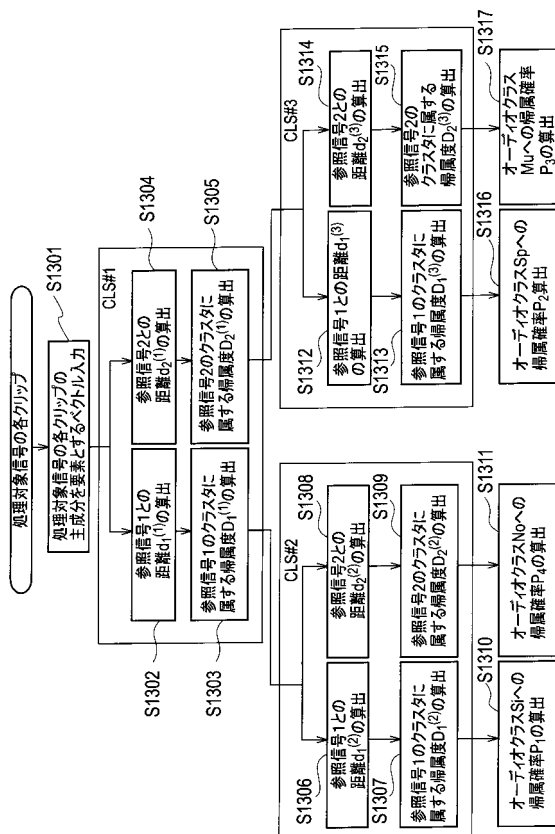 処理対象信号の各クリップ
S1301
処理対象信号の各クリップの
主成分を要素とするベクトル入力
CLS#1
S1302
参照信号1との
距離d₁⁽¹⁾の算出
S1304
参照信号2との
距離d₂⁽¹⁾の算出
S1303
参照信号1のクラスタに
属する帰属度D₁⁽¹⁾の算出
S1305
参照信号2のクラスタに
属する帰属度D₂⁽¹⁾の算出
CLS#2
S1306
参照信号1との
距離d₁⁽²⁾の算出
S1308
参照信号2との
距離d₂⁽²⁾の算出
S1307
参照信号1のクラスタに
属する帰属度D₁⁽²⁾の算出
S1309
参照信号2のクラスタに
属する帰属度D₂⁽²⁾の算出
S1310
オーディオクラスSiへの
帰属確率P₁の算出
S1311
オーディオクラスNoへの
帰属確率P₄の算出
CLS#3
S1312
参照信号1との距離d₁⁽³⁾
の算出
S1314
参照信号2との
距離d₂⁽³⁾の算出
S1313
参照信号1のクラスタに
属する帰属度D₁⁽³⁾の算出
S1315
参照信号2の
クラスタに属する
帰属度D₂⁽³⁾の算出
S1316
オーディオクラスSpへの
帰属確率P₂算出
S1317
オーディオクラス
Muへの帰属確率
P₃の算出